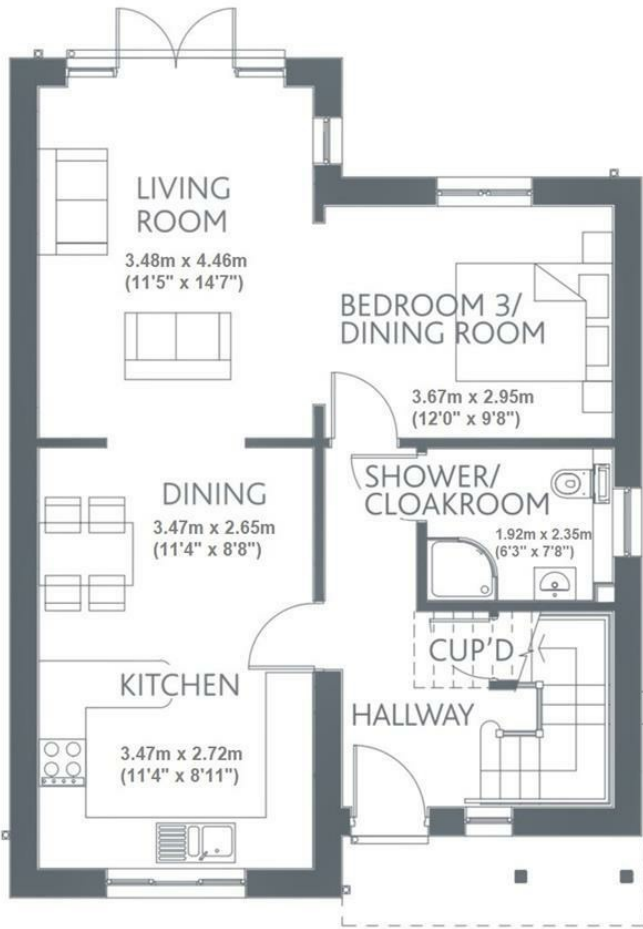 LIVING
ROOM
3.48m x 4.46m
(11'5" x 14'7")
BEDROOM 3/
DINING ROOM
3.67m x 2.95m
(12'0" x 9'8")
DINING
3.47m x 2.65m
(11'4" x 8'8")
SHOWER/
CLOAKROOM
1.92m x 2.35m
(6'3" x 7'8")
KITCHEN
3.47m x 2.72m
(11'4" x 8'11")
CUP'D
HALLWAY